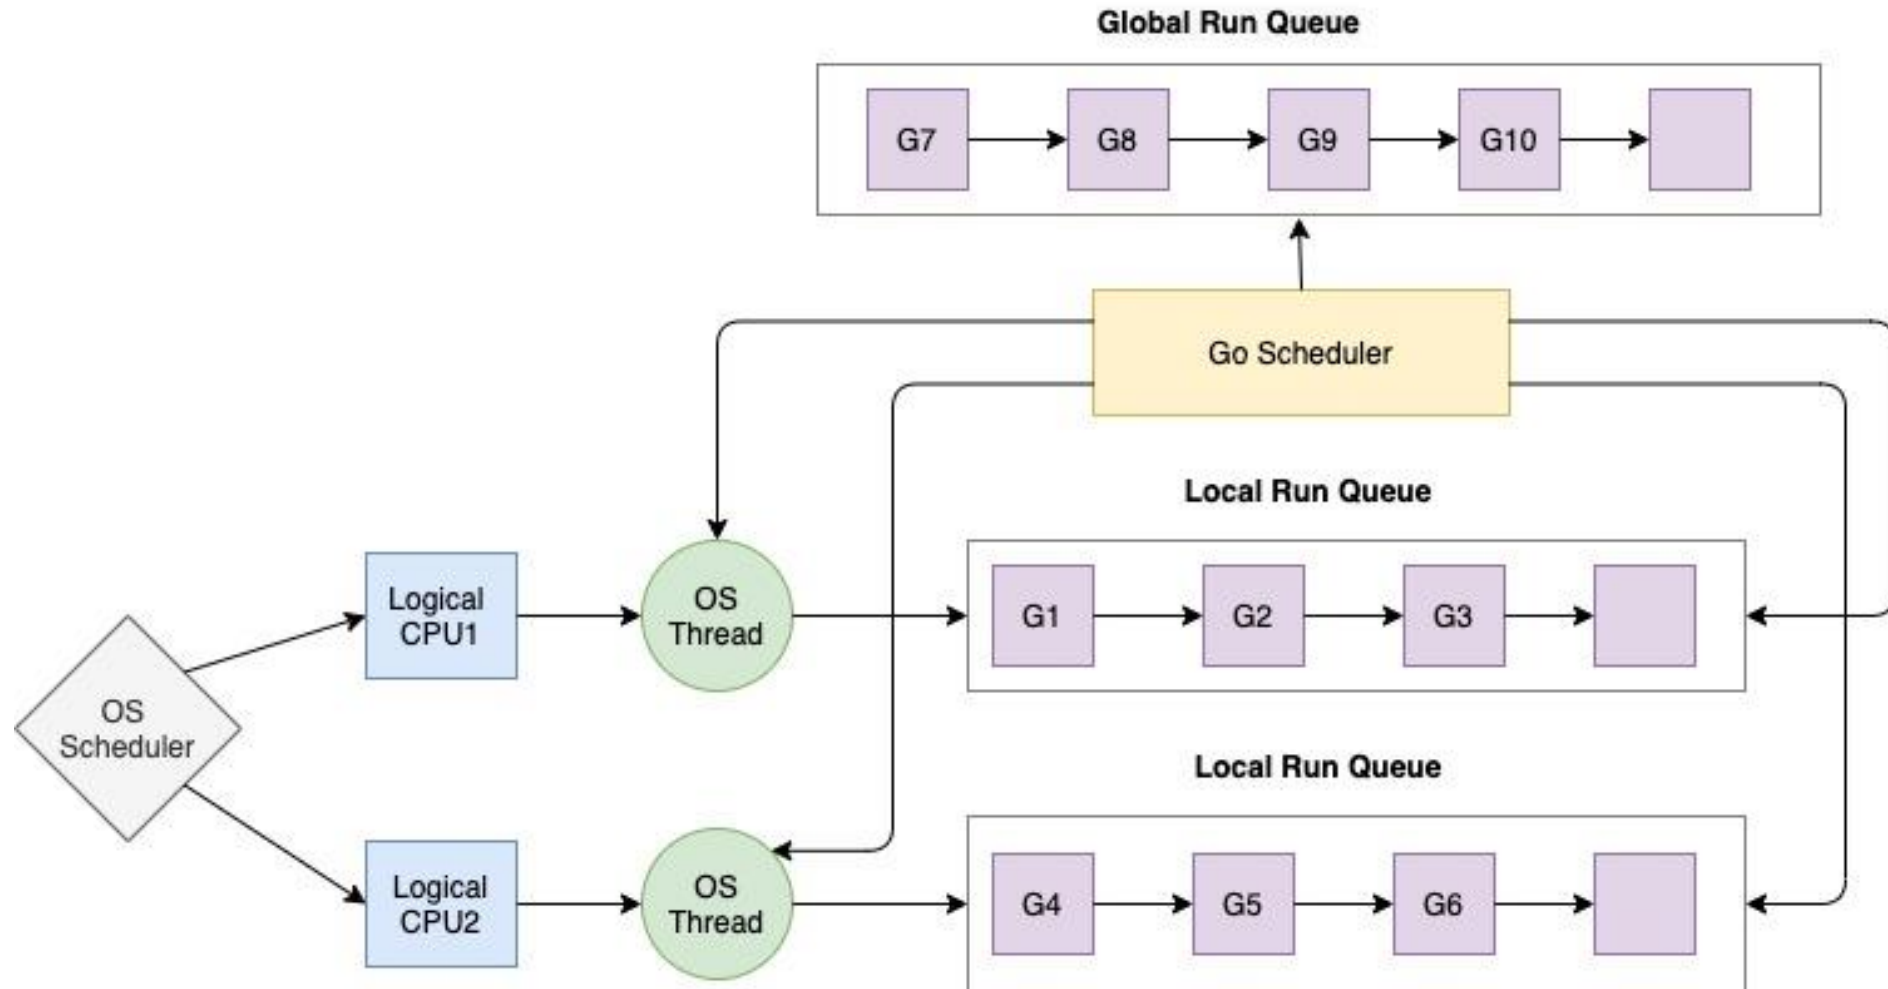 Global Run Queue
G7
G8
G9
G10
Go Scheduler
Local Run Queue
Logical
CPU1
OS
Thread
G1
G2
G3
OS
Scheduler
Local Run Queue
Logical
CPU2
OS
Thread
G4
G5
G6